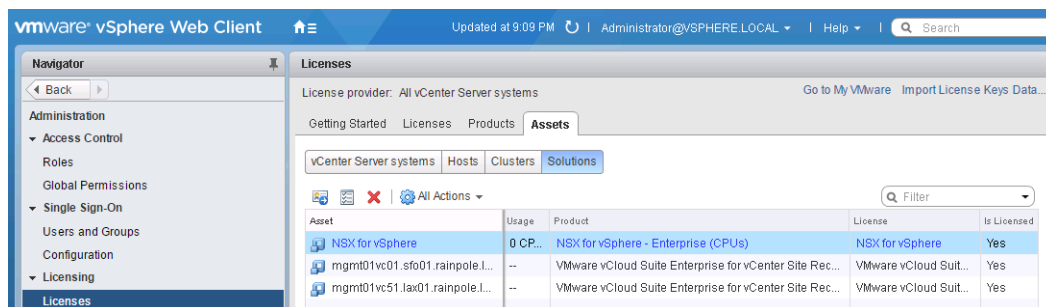 vmware® vSphere Web Client Updated at 9:09 PM | Administrator@VSPHERE.LOCAL | Help | Search
Navigator
Back
Administration
Access Control
Roles
Global Permissions
Single Sign-On
Users and Groups
Configuration
Licensing
Licenses
Licenses
License provider: All vCenter Server systems Go to My VMware Import License Keys Data...
Getting Started Licenses Products Assets
vCenter Server systems Hosts Clusters Solutions
All Actions Filter
Asset Usage Product License Is Licensed
NSX for vSphere 0 CP... NSX for vSphere - Enterprise (CPUs) NSX for vSphere Yes
mgmt01vc01.sfo01.rainpole.l... -- VMware vCloud Suite Enterprise for vCenter Site Rec... VMware vCloud Suit... Yes
mgmt01vc51.lax01.rainpole.l... -- VMware vCloud Suite Enterprise for vCenter Site Rec... VMware vCloud Suit... Yes